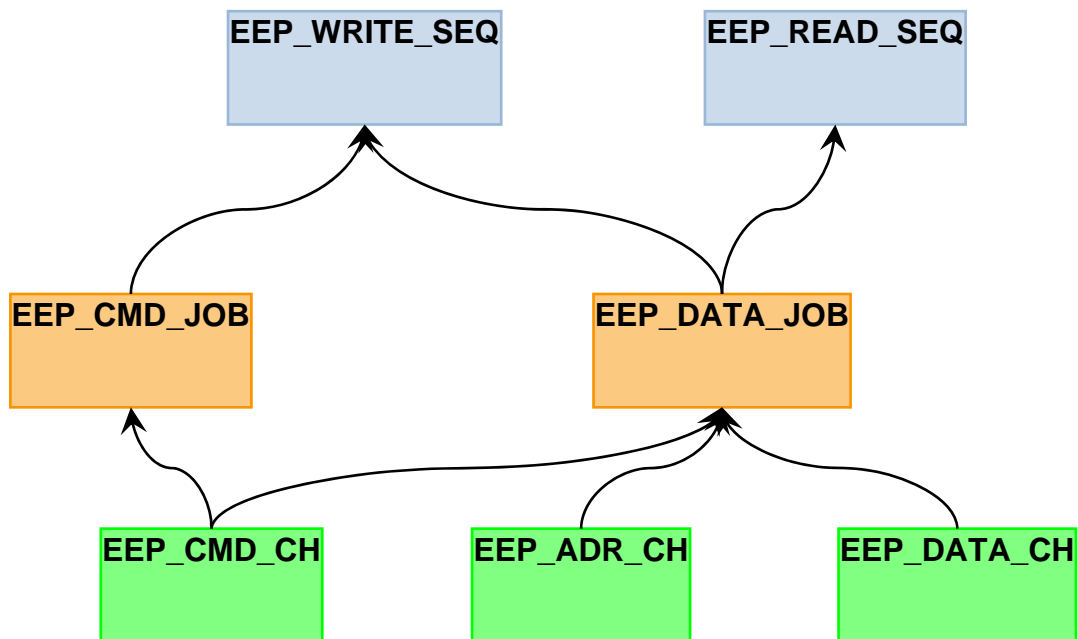 EEP_WRITE_SEQ
EEP_READ_SEQ
EEP_CMD_JOB
EEP_DATA_JOB
EEP_CMD_CH
EEP_ADR_CH
EEP_DATA_CH